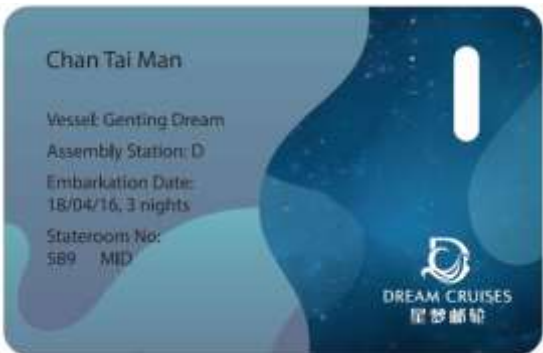 Chan Tai Man
Vessel: Genting Dream
Assembly Station: D
Embarkation Date:
18/04/16, 3 nights
Stateroom No:
589 MID
DREAM CRUISES
星梦邮轮